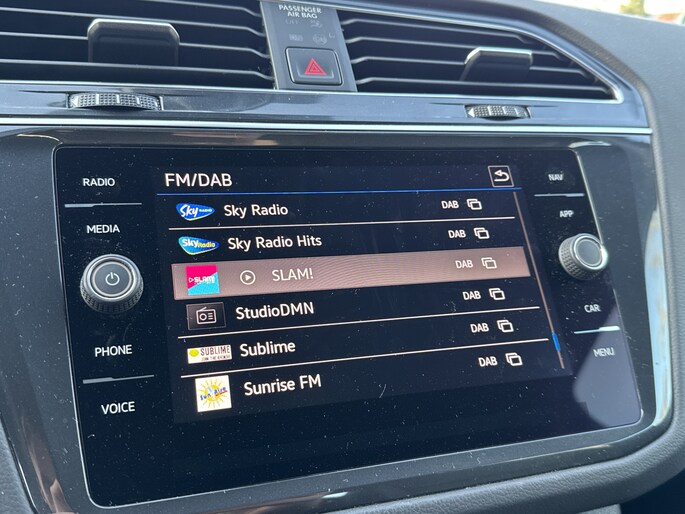 PASSENGER
AIR BAG
RADIO
MEDIA
PHONE
VOICE
FM/DAB
Sky Radio DAB
Sky Radio Hits DAB
SLAM! DAB
StudioDMN DAB
SUBLIME
Sublime DAB
Sunrise FM DAB
NAV
APP
CAR
MENU